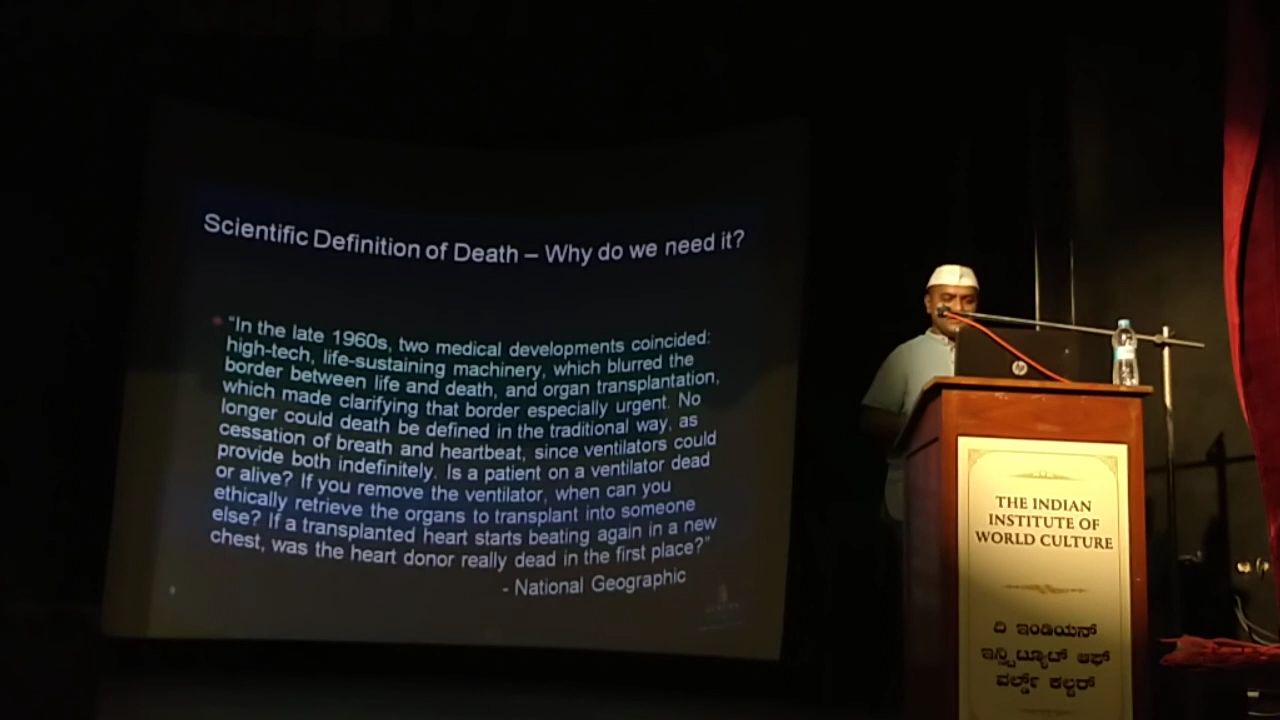 Scientific Definition of Death – Why do we need it?
“In the late 1960s, two medical developments coincided:
high-tech, life-sustaining machinery, which blurred the
border between life and death, and organ transplantation,
which made clarifying that border especially urgent. No
longer could death be defined in the traditional way, as
cessation of breath and heartbeat, since ventilators could
provide both indefinitely. Is a patient on a ventilator dead
or alive? If you remove the ventilator, when can you
ethically retrieve the organs to transplant into someone
else? If a transplanted heart starts beating again in a new
chest, was the heart donor really dead in the first place?”
- National Geographic
hp
THE INDIAN
INSTITUTE OF
WORLD CULTURE
ದಿ ಇಂಡಿಯನ್
ಇನ್ಸ್ಟಿಟ್ಯೂಟ್ ಆಫ್
ವರ್ಲ್ಡ್ ಕಲ್ಚರ್